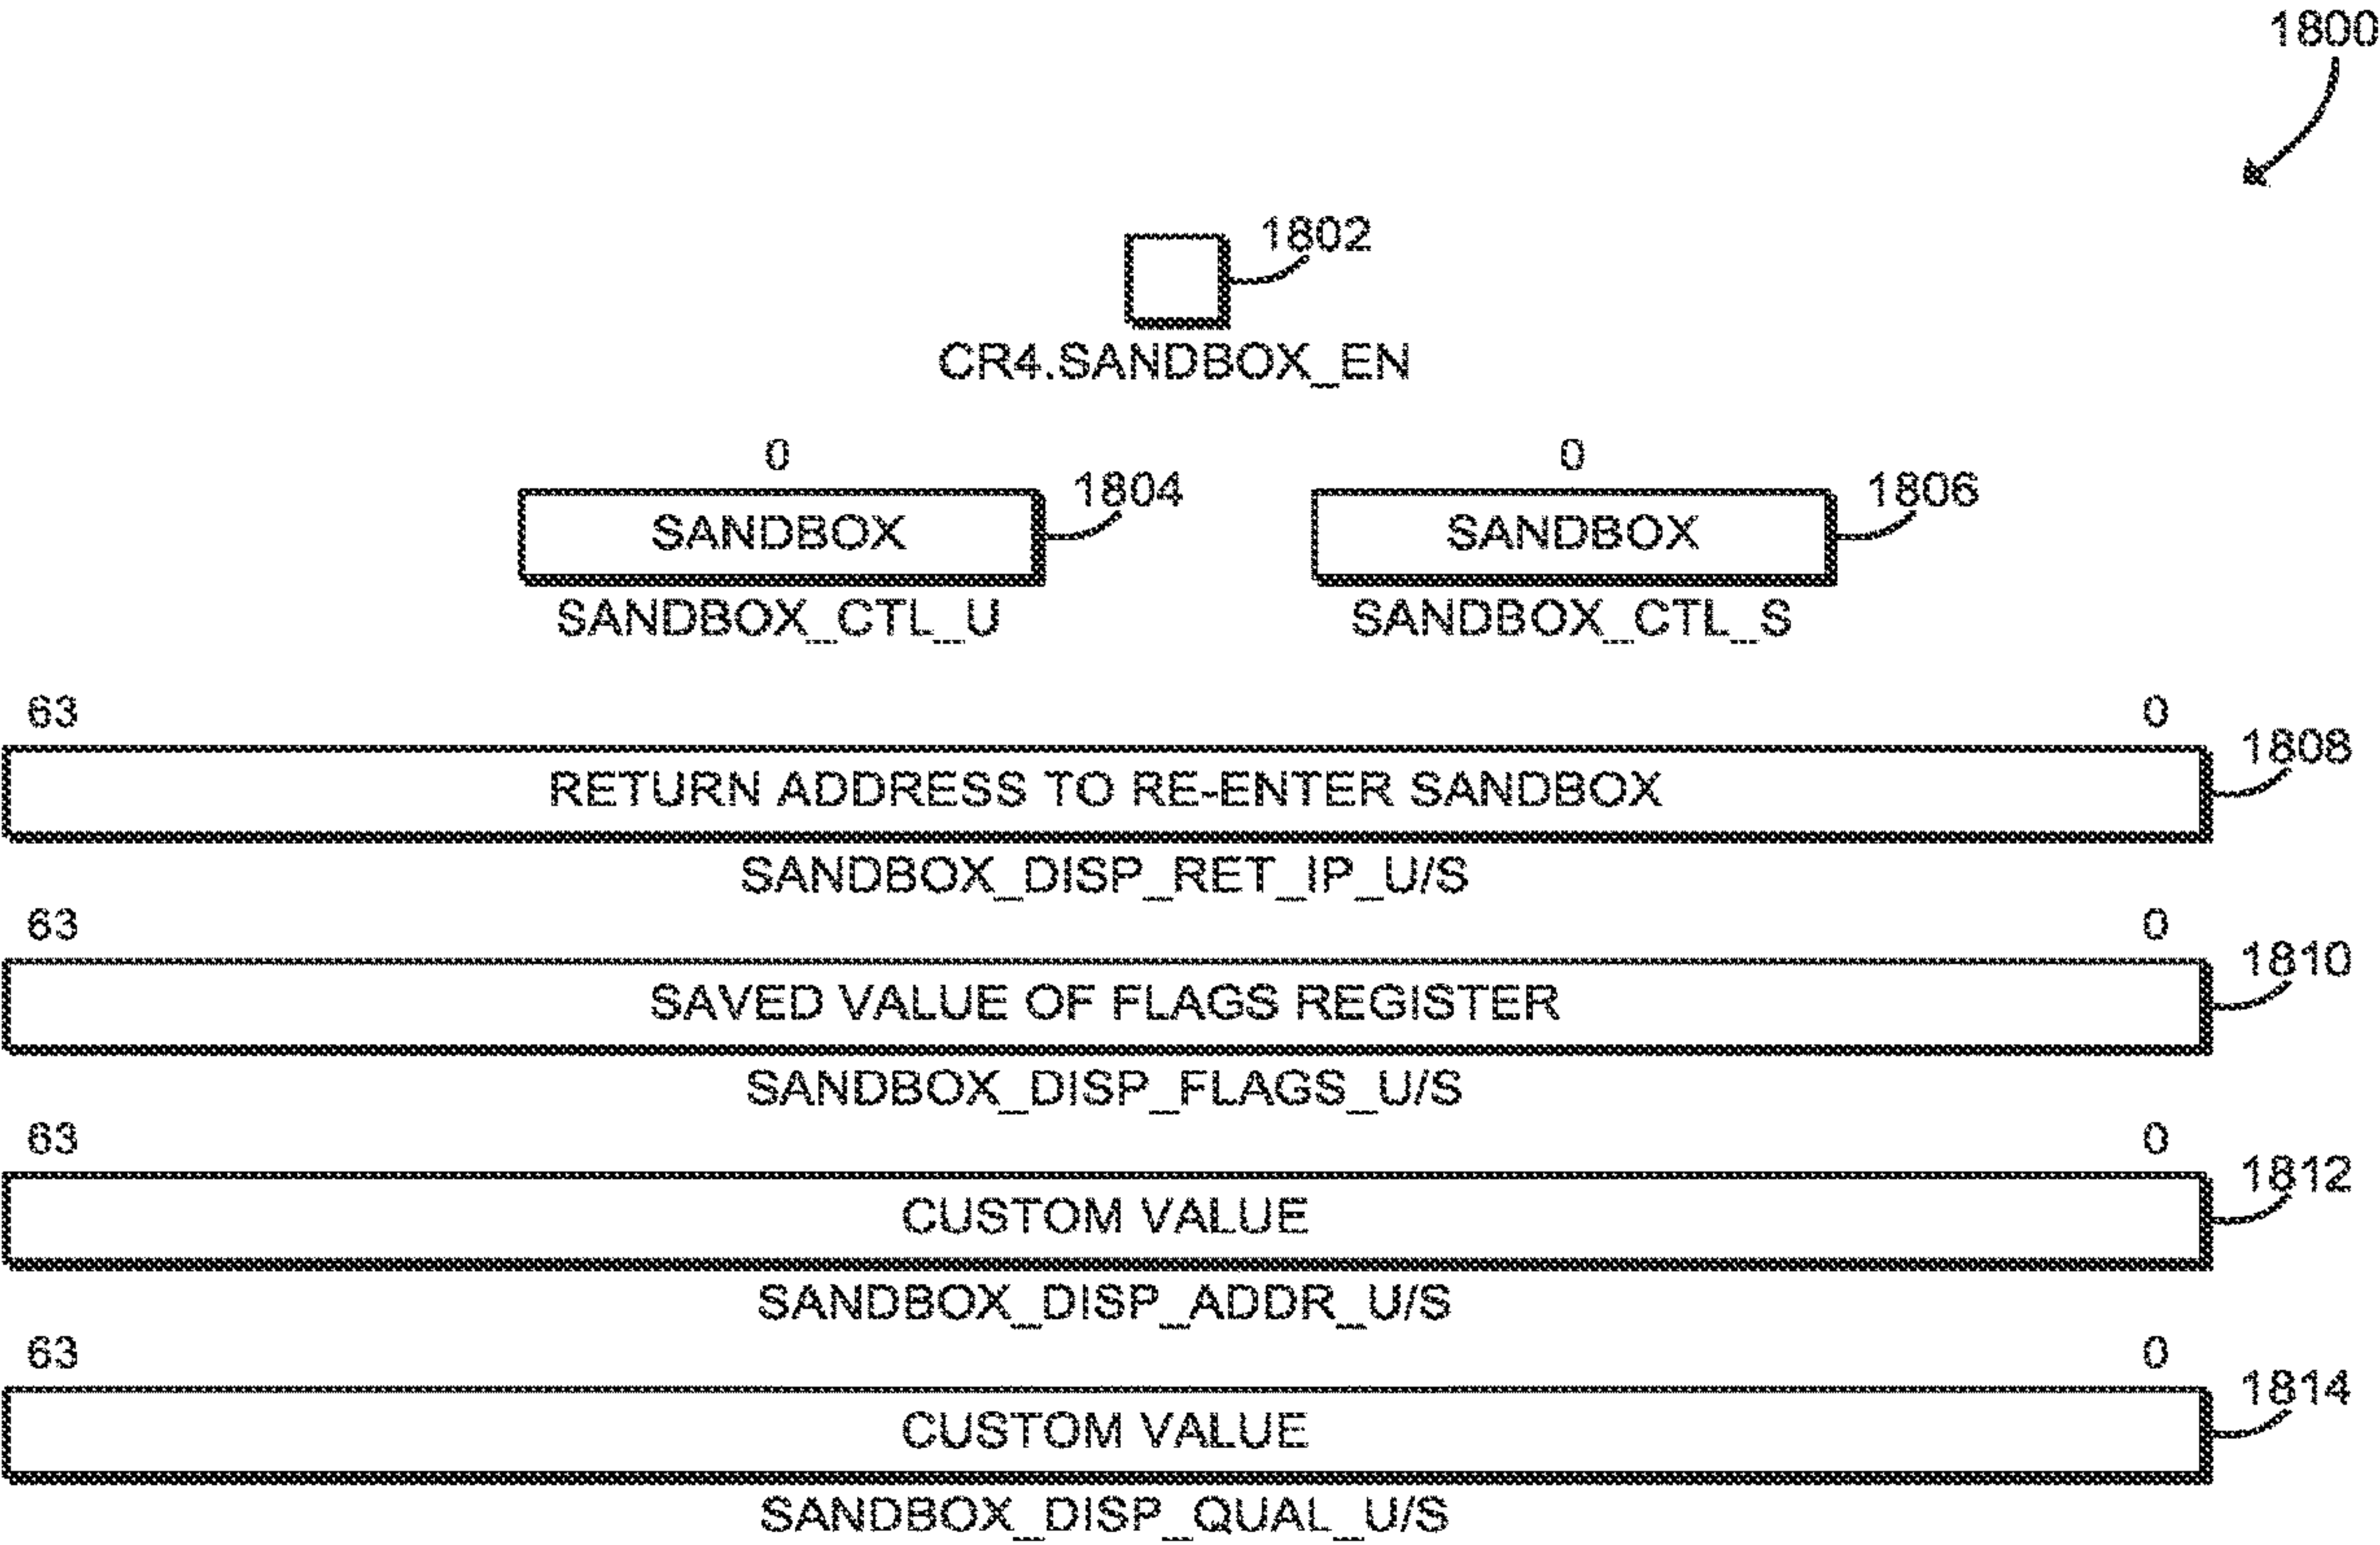 1800
1802
CR4.SANDBOX_EN
0 0
1804 1806
SANDBOX SANDBOX
SANDBOX_CTL_U SANDBOX_CTL_S
63 0
1808
RETURN ADDRESS TO RE-ENTER SANDBOX
SANDBOX_DISP_RET_IP_U/S
63 0
1810
SAVED VALUE OF FLAGS REGISTER
SANDBOX_DISP_FLAGS_U/S
63 0
1812
CUSTOM VALUE
SANDBOX_DISP_ADDR_U/S
63 0
1814
CUSTOM VALUE
SANDBOX_DISP_QUAL_U/S